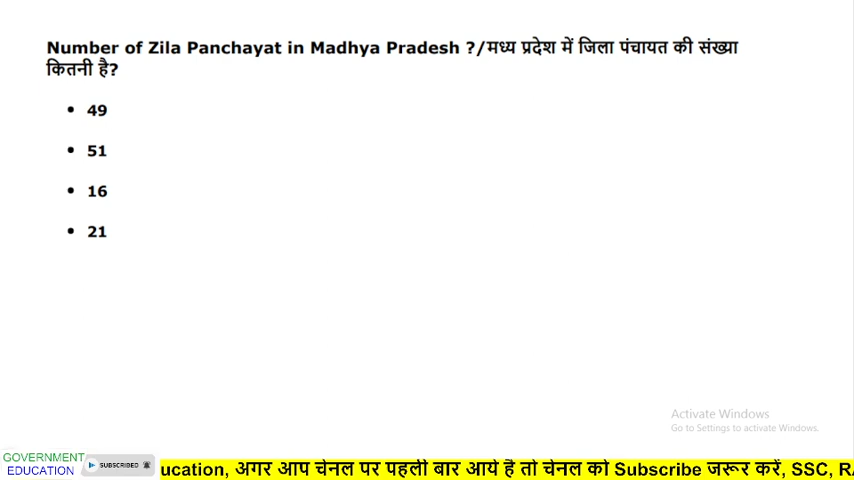 Number of Zila Panchayat in Madhya Pradesh ?/मध्य प्रदेश में जिला पंचायत की संख्या
कितनी है?
• 49
• 51
• 16
• 21
Activate Windows
Go to Settings to activate Windows.
GOVERNMENT
EDUCATION
SUBSCRIBED
ucation, अगर आप चेनल पर पहली बार आये है तो चेनल को Subscribe जरूर करें, SSC, RA